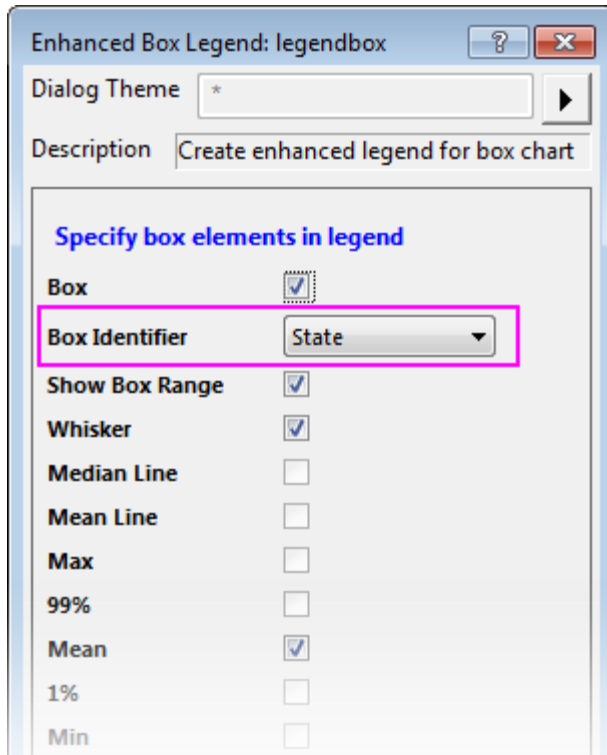 Enhanced Box Legend: legendbox ?
Dialog Theme *
Description Create enhanced legend for box chart
Specify box elements in legend
Box
Box Identifier State
Show Box Range
Whisker
Median Line
Mean Line
Max
99%
Mean
1%
Min